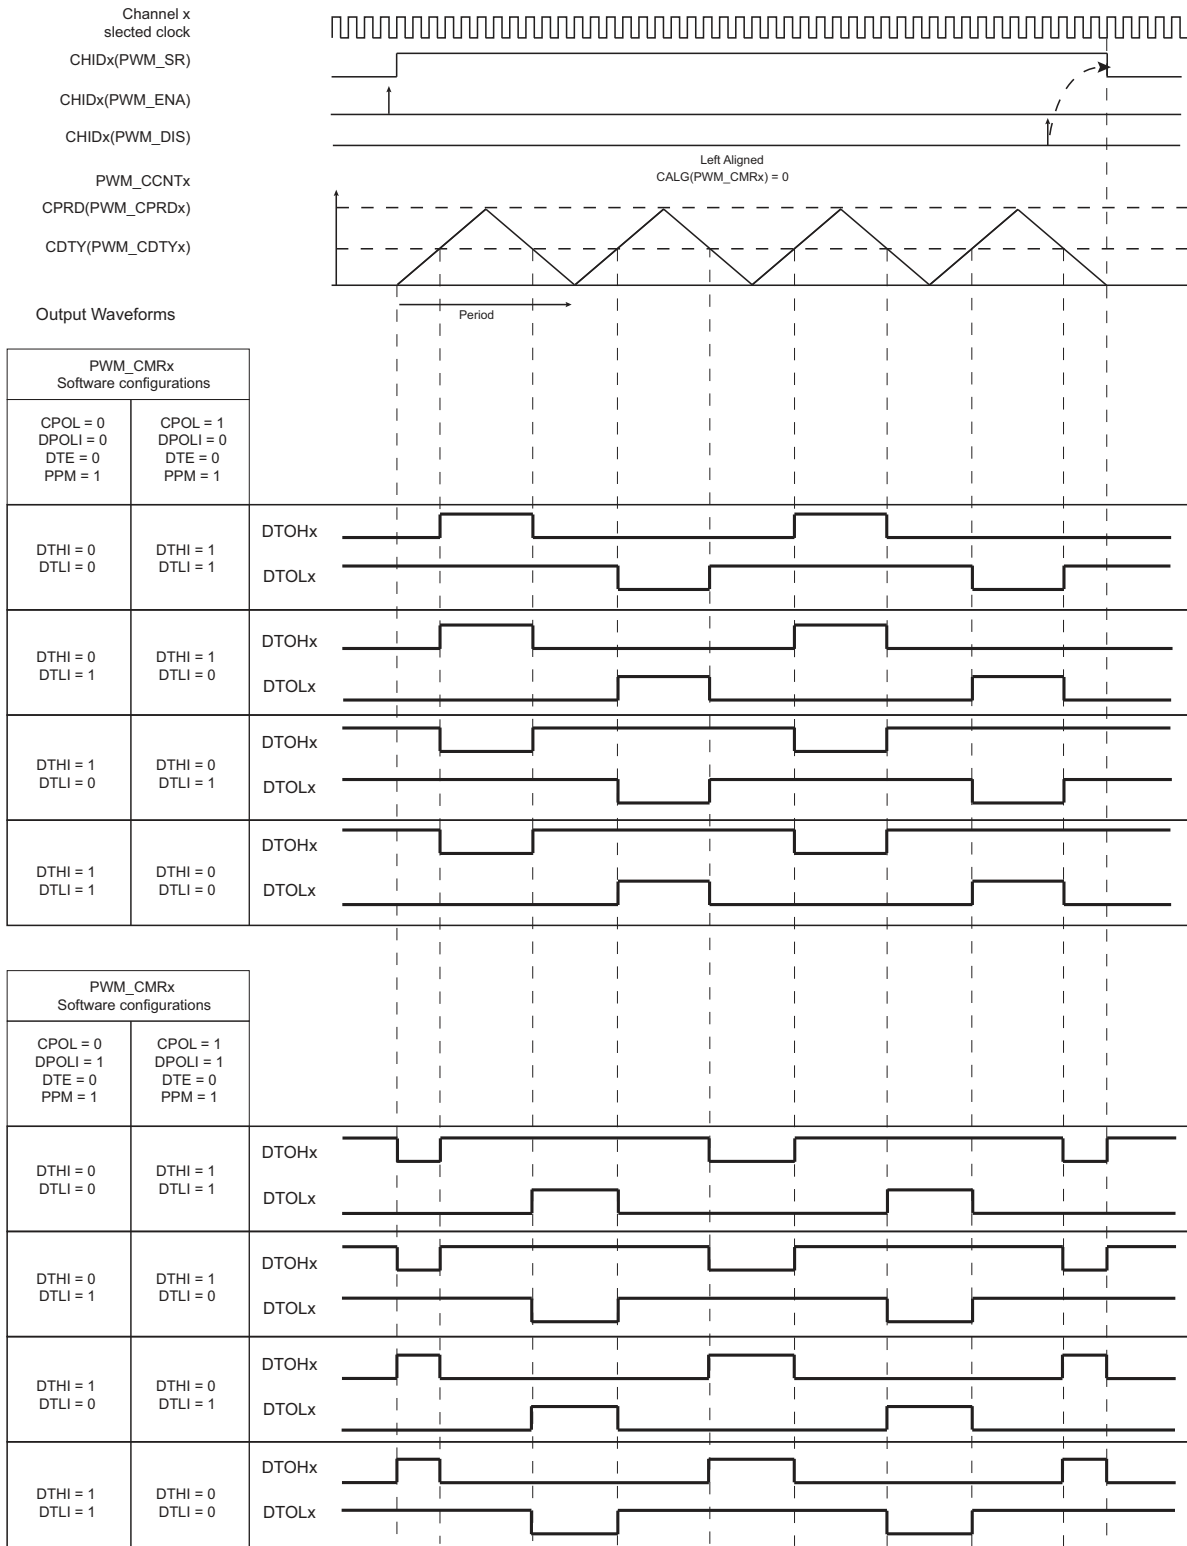 Channel x
slected clock
CHIDx(PWM_SR)
CHIDx(PWM_ENA)
CHIDx(PWM_DIS)
Left Aligned
CALG(PWM_CMRx) = 0
PWM_CCNTx
CPRD(PWM_CPRDx)
CDTY(PWM_CDTYx)
Period
Output Waveforms
PWM_CMRx
Software configurations
CPOL = 0
DPOLI = 0
DTE = 0
PPM = 1
CPOL = 1
DPOLI = 0
DTE = 0
PPM = 1
DTHI = 0
DTLI = 0
DTHI = 1
DTLI = 1
DTOHx
DTOLx
DTHI = 0
DTLI = 1
DTHI = 1
DTLI = 0
DTOHx
DTOLx
DTHI = 1
DTLI = 0
DTHI = 0
DTLI = 1
DTOHx
DTOLx
DTHI = 1
DTLI = 1
DTHI = 0
DTLI = 0
DTOHx
DTOLx
PWM_CMRx
Software configurations
CPOL = 0
DPOLI = 1
DTE = 0
PPM = 1
CPOL = 1
DPOLI = 1
DTE = 0
PPM = 1
DTHI = 0
DTLI = 0
DTHI = 1
DTLI = 1
DTOHx
DTOLx
DTHI = 0
DTLI = 1
DTHI = 1
DTLI = 0
DTOHx
DTOLx
DTHI = 1
DTLI = 0
DTHI = 0
DTLI = 1
DTOHx
DTOLx
DTHI = 1
DTLI = 1
DTHI = 0
DTLI = 0
DTOHx
DTOLx